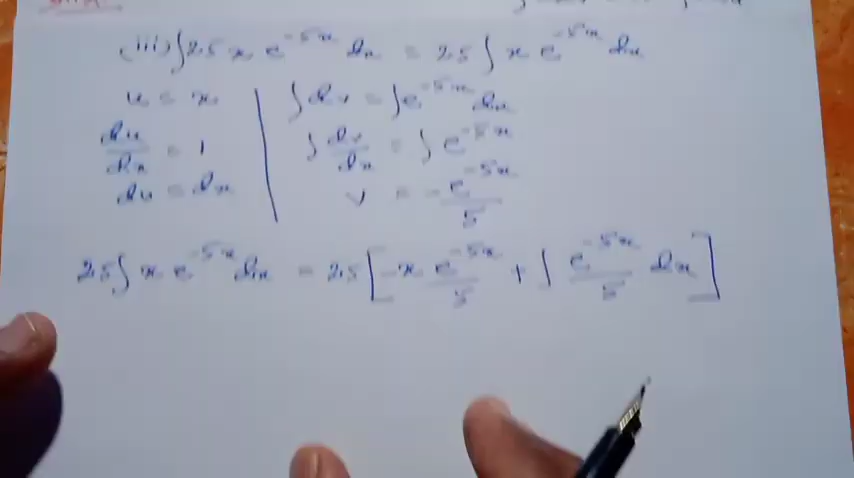 (iii) ∫25 x e^{-5x} dx = 25 ∫ x e^{-5x} dx
u = x | ∫ dv = ∫ e^{-5x} dx
du/dx = 1 | ∫ dv/dx = ∫ e^{-5x}
du = dx | v = -e^{-5x}/5
25 ∫ x e^{-5x} dx = 25 [ -x e^{-5x}/5 + ∫ e^{-5x}/5 dx ]